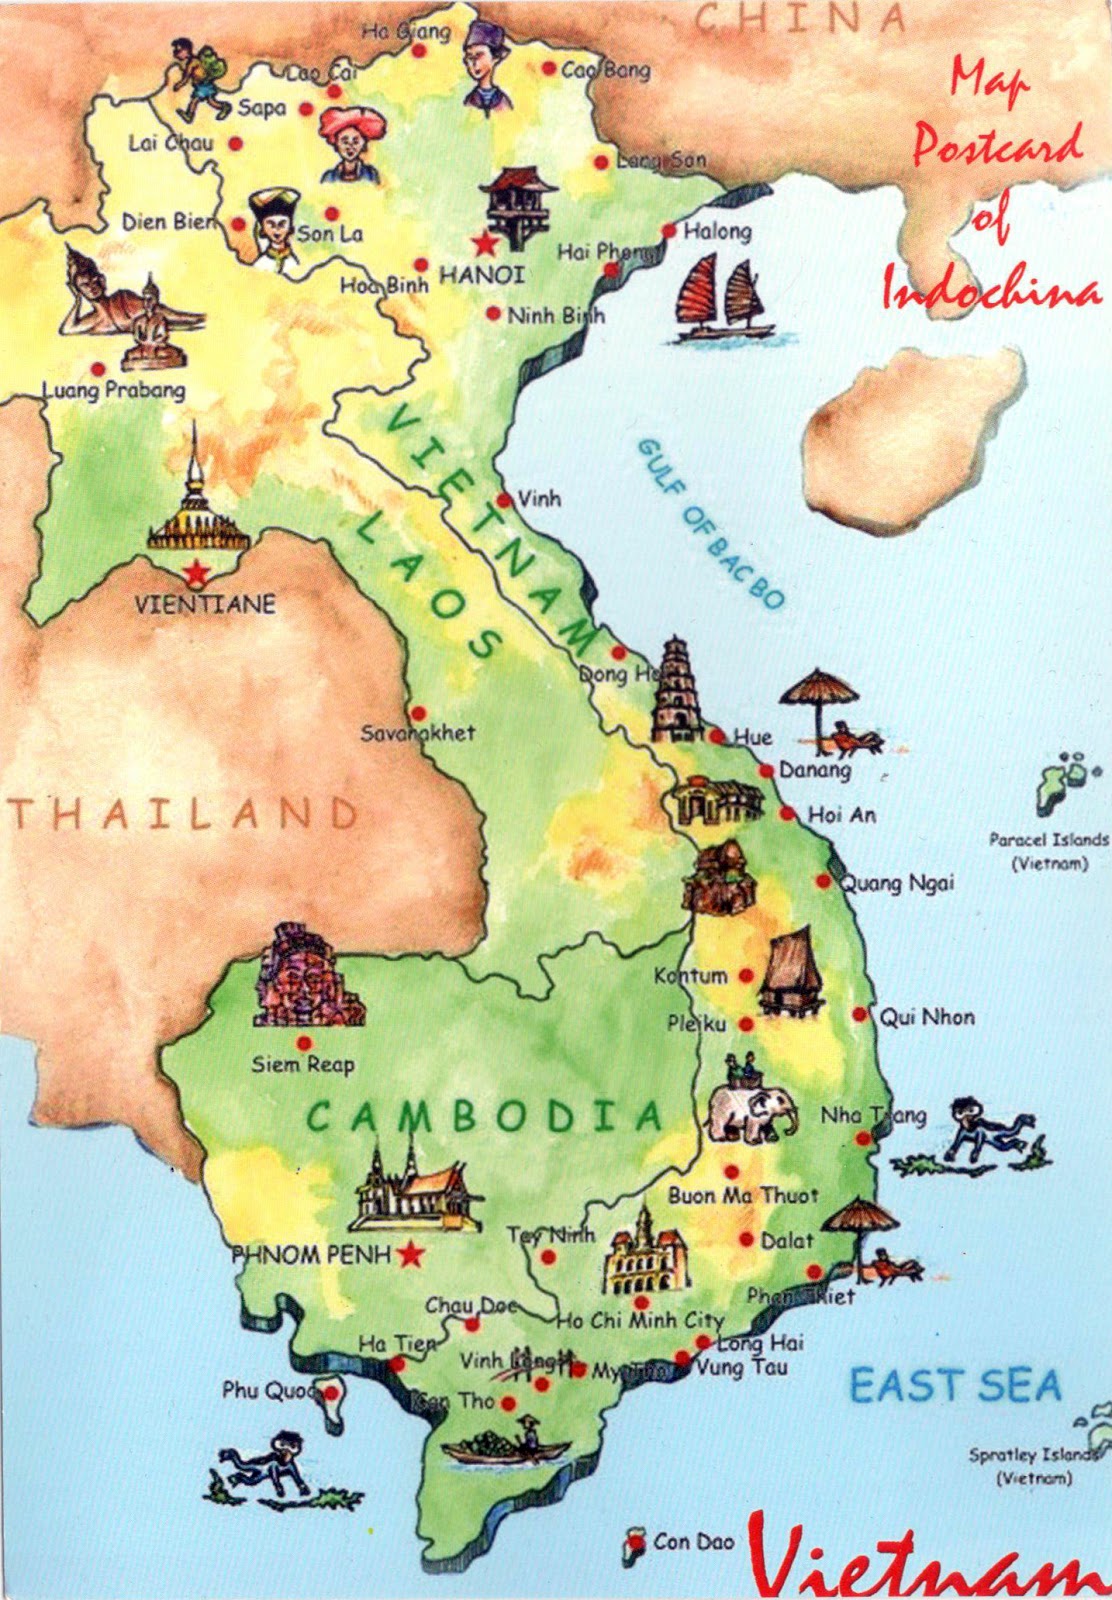 CHINA
Ha Giang
Cao Bang
Lao Cai
Sapa
Lai Chau
Lang Son
Map
Postcard
of
Indochina
Dien Bien
Son La
Halong
Hai Phong
Hoa Binh
HANOI
Ninh Binh
Luang Prabang
VIETNAM
GULF OF BAC BO
Vinh
LAOS
VIENTIANE
Dong Ho
Savanakhet
Hue
Danang
THAILAND
Hoi An
Paracel Islands
(Vietnam)
Quang Ngai
Kontum
Pleiku
Qui Nhon
Siem Reap
CAMBODIA
Nha Trang
Buon Ma Thuot
Tay Ninh
Dalat
PHNOM PENH
Phan Thiet
Chau Doc
Ho Chi Minh City
Ha Tien
Long Hai
Vinh Long
My Tho
Vung Tau
Phu Quoc
Can Tho
EAST SEA
Spratley Islands
(Vietnam)
Con Dao
Vietnam